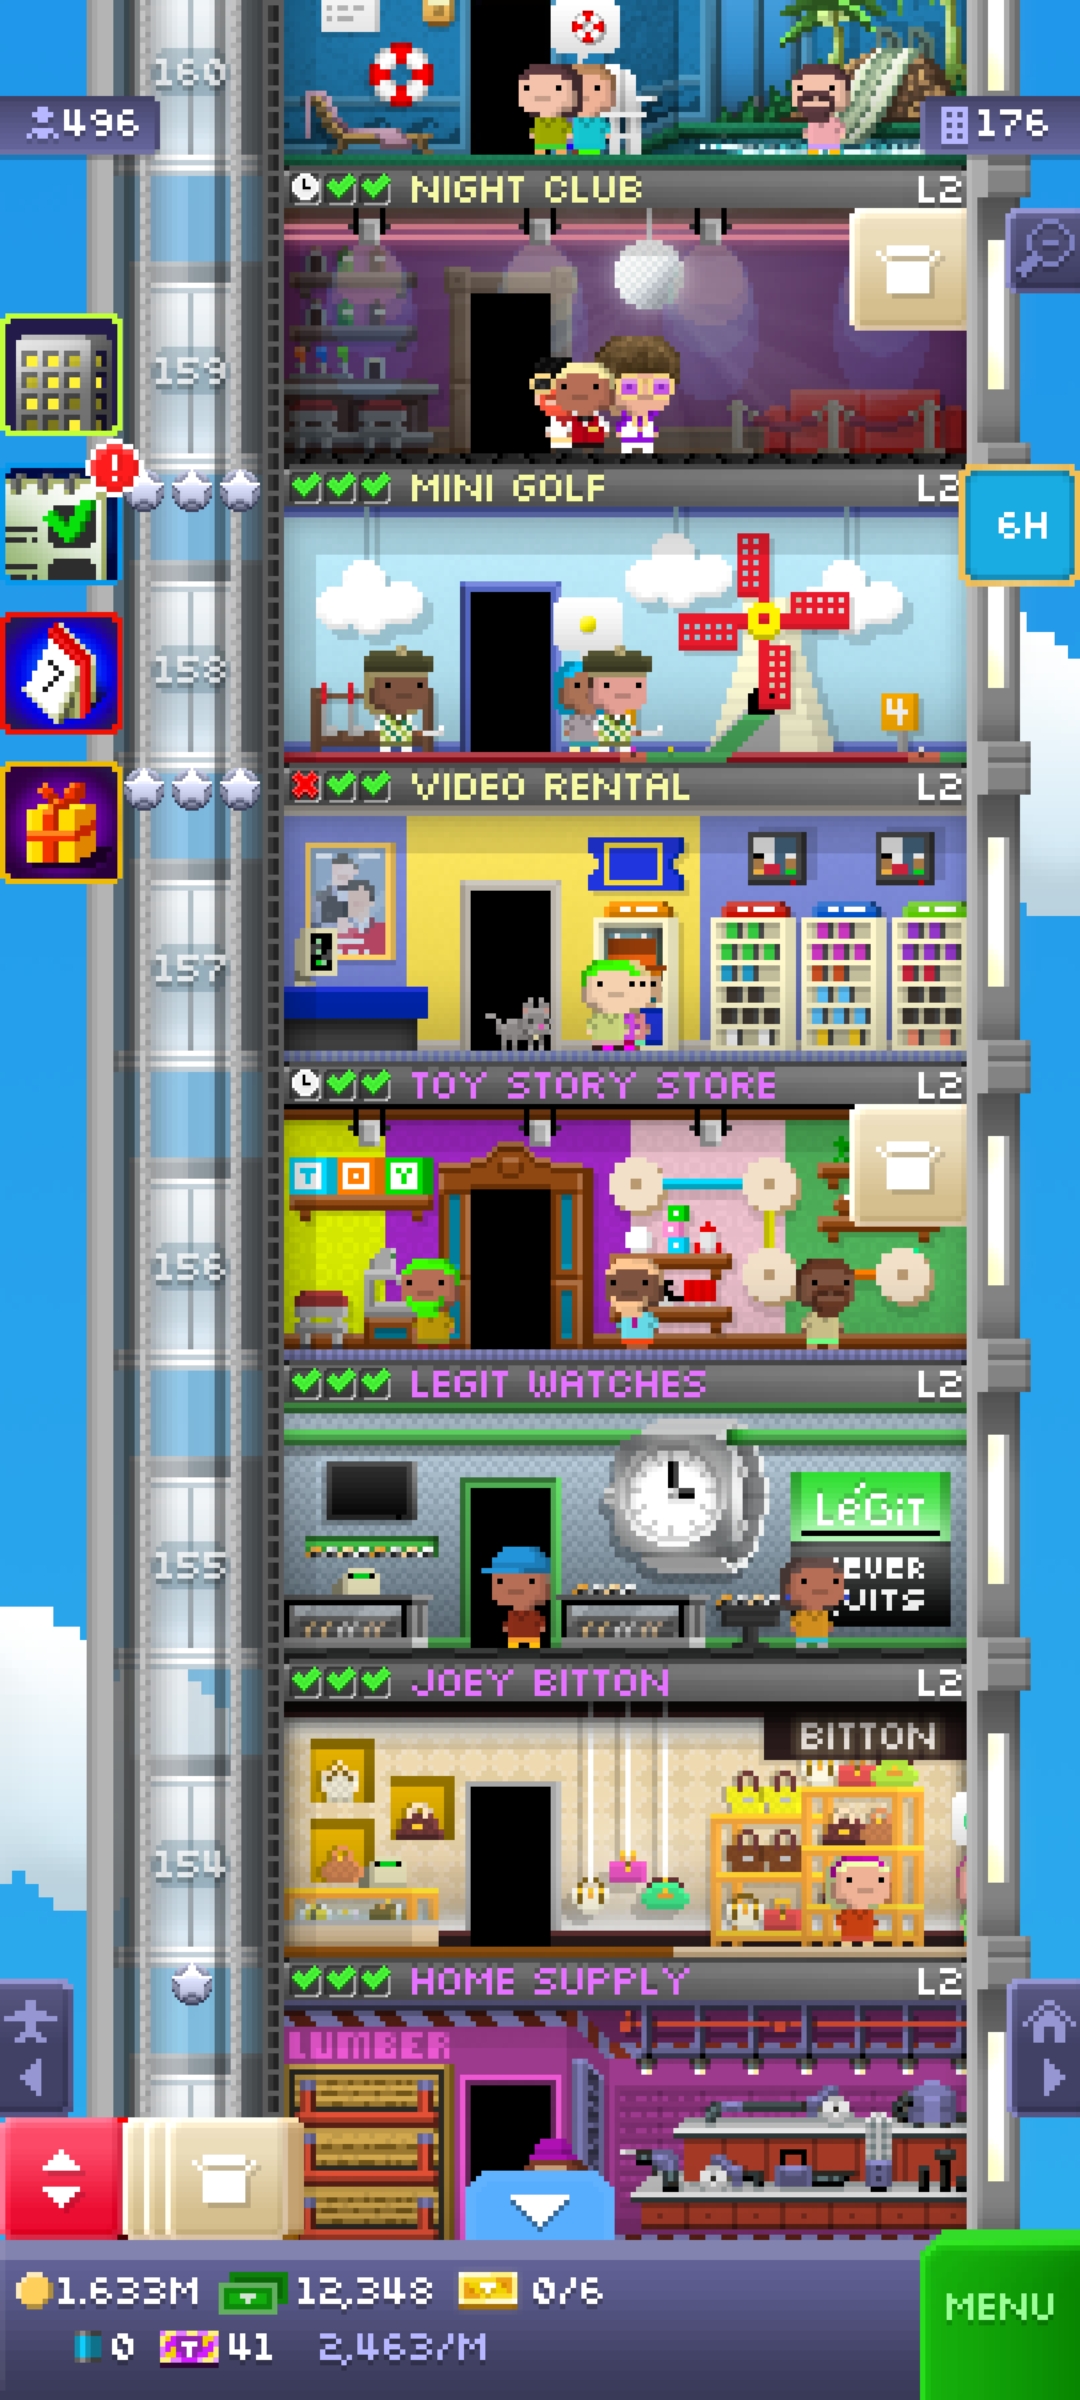 160
496
176
NIGHT CLUB L2
159
MINI GOLF L2
6H
158
4
VIDEO RENTAL L2
157
TOY STORY STORE L2
T O Y
156
LEGIT WATCHES L2
LéGiT
155
JOEY BITTON L2
BITTON
154
HOME SUPPLY L2
LUMBER
1.633M 12,348 0/6
MENU
0 T 41 2,463/M